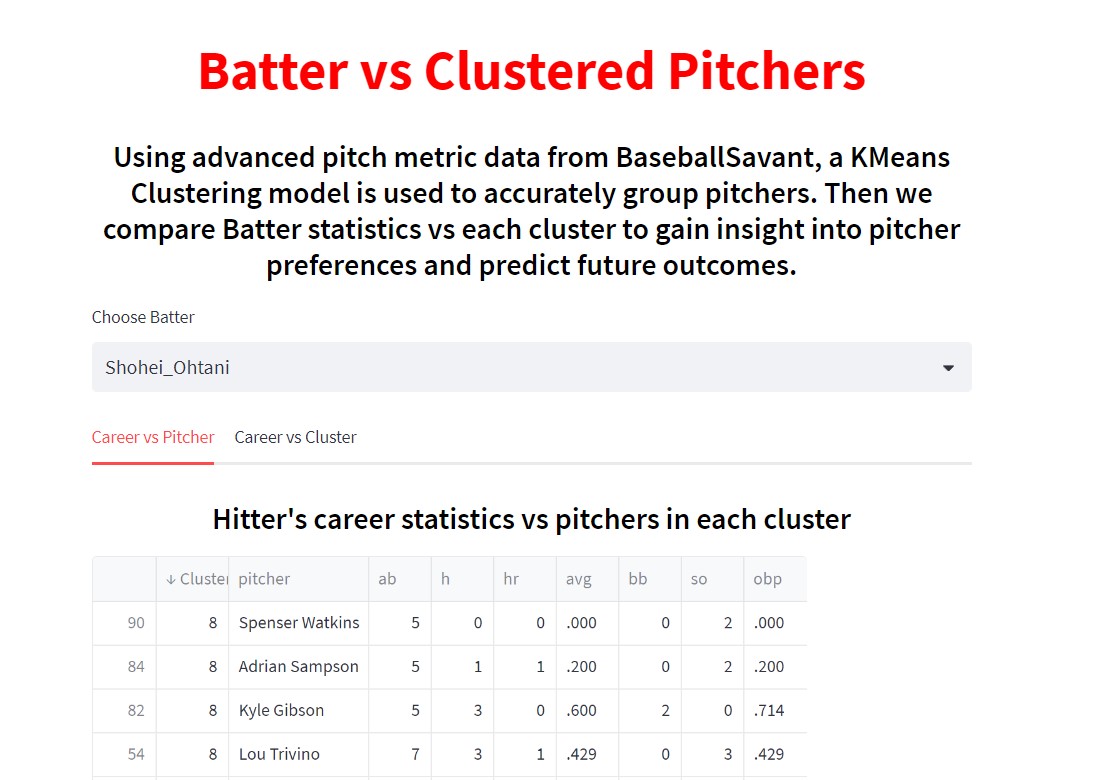 Batter vs Clustered Pitchers
Using advanced pitch metric data from BaseballSavant, a KMeans
Clustering model is used to accurately group pitchers. Then we
compare Batter statistics vs each cluster to gain insight into pitcher
preferences and predict future outcomes.
Choose Batter
Shohei_Ohtani
Career vs Pitcher Career vs Cluster
Hitter's career statistics vs pitchers in each cluster
↓ Cluster pitcher ab h hr avg bb so obp
90 8 Spenser Watkins 5 0 0 .000 0 2 .000
84 8 Adrian Sampson 5 1 1 .200 0 2 .200
82 8 Kyle Gibson 5 3 0 .600 2 0 .714
54 8 Lou Trivino 7 3 1 .429 0 3 .429